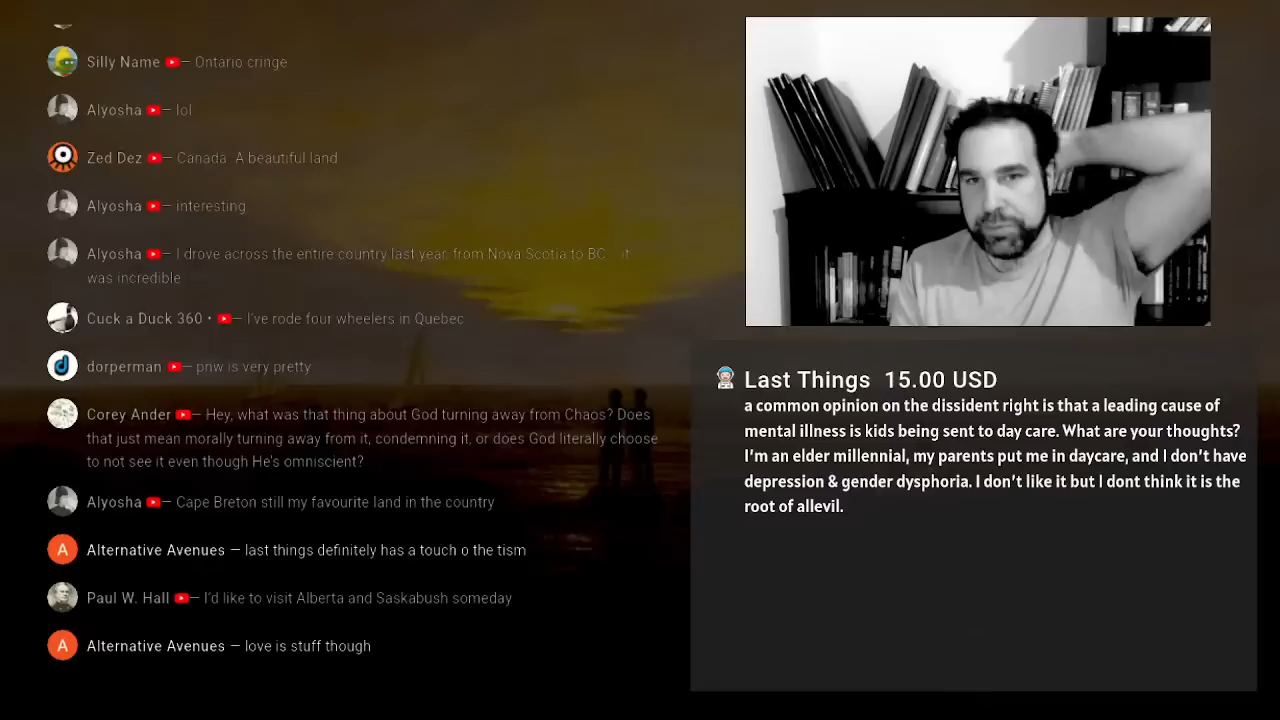 Silly Name — Ontario cringe
Alyosha — lol
Zed Dez — Canada A beautiful land
Alyosha — interesting
Alyosha — I drove across the entire country last year, from Nova Scotia to BC it
was incredible
Cuck a Duck 360 • — I've rode four wheelers in Quebec
dorperman — pnw is very pretty
Corey Ander — Hey, what was that thing about God turning away from Chaos? Does
that just mean morally turning away from it, condemning it, or does God literally choose
to not see it even though He's omniscient?
Alyosha — Cape Breton still my favourite land in the country
A Alternative Avenues — last things definitely has a touch o the tism
Paul W. Hall — I'd like to visit Alberta and Saskabush someday
A Alternative Avenues — love is stuff though
Last Things 15.00 USD
a common opinion on the dissident right is that a leading cause of
mental illness is kids being sent to day care. What are your thoughts?
I'm an elder millennial, my parents put me in daycare, and I don't have
depression & gender dysphoria. I don't like it but I dont think it is the
root of allevil.